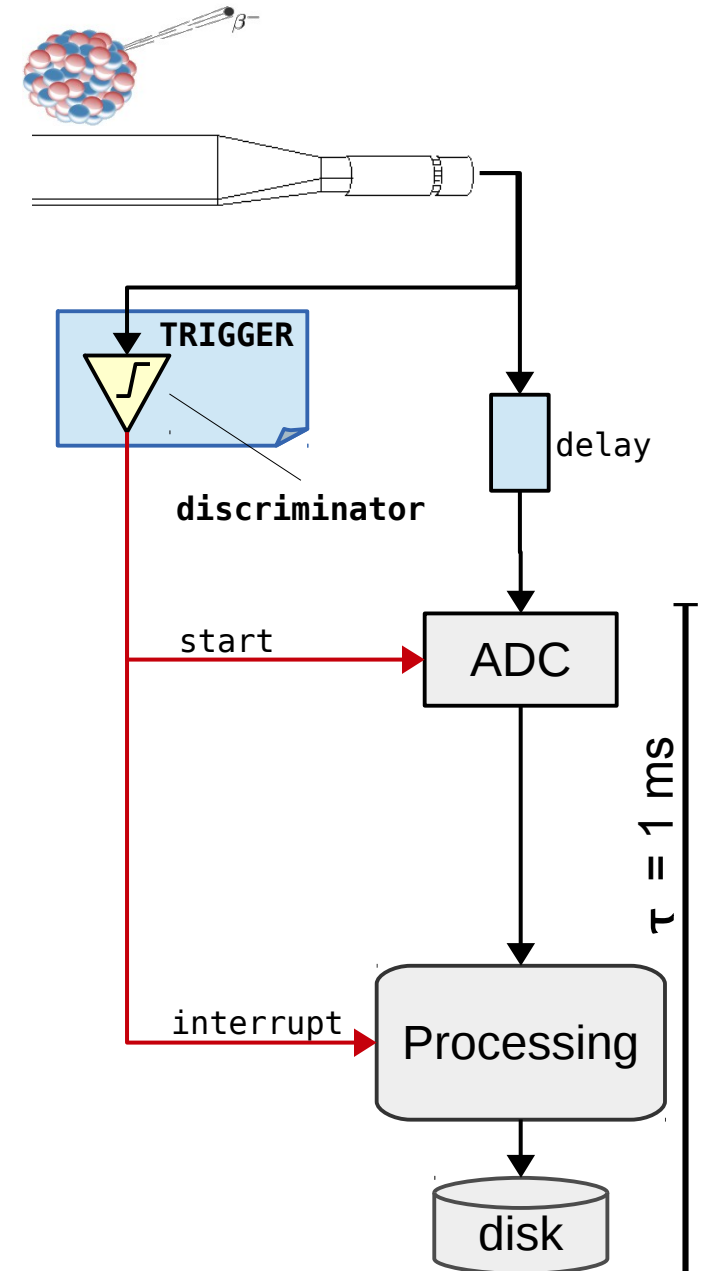 β−
TRIGGER
delay
discriminator
start
ADC
τ = 1 ms
interrupt
Processing
disk